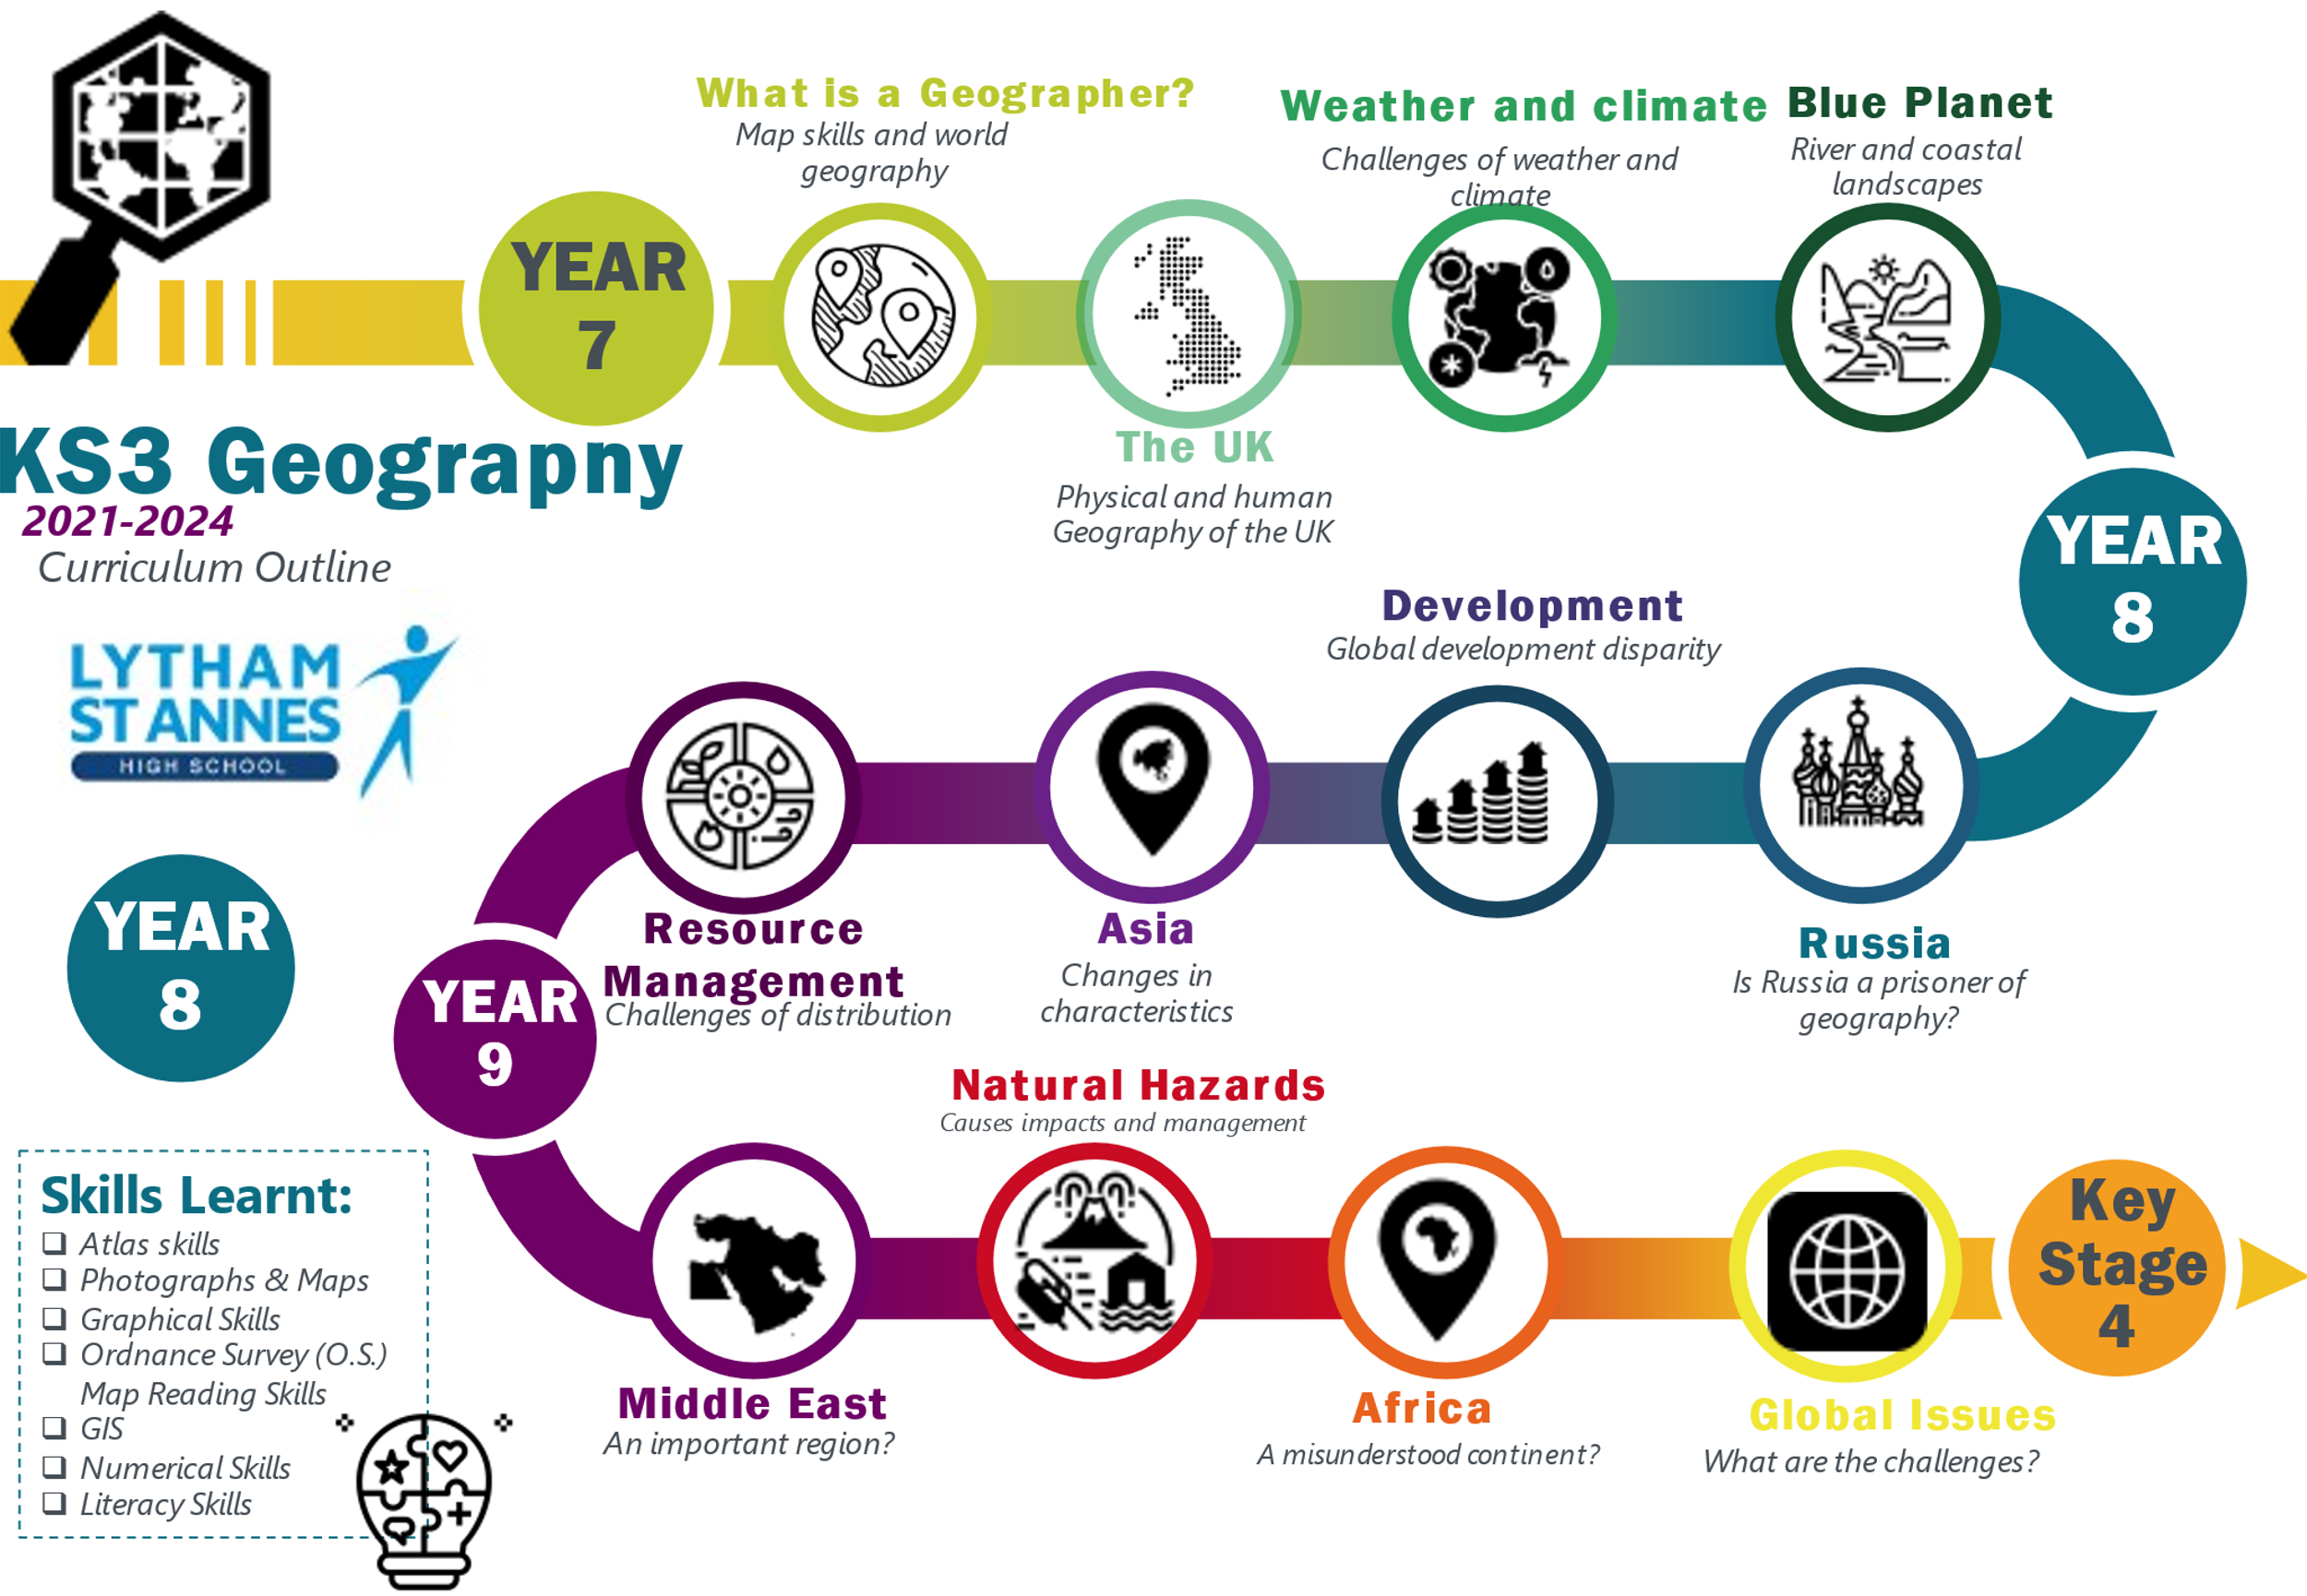 What is a Geographer?
Map skills and world
geography
Weather and climate
Challenges of weather and
climate
Blue Planet
River and coastal
landscapes
YEAR
7
KS3 Geograpny
2021-2024
Curriculum Outline
The UK
Physical and human
Geography of the UK
YEAR
8
LYTHAM
ST ANNES
HIGH SCHOOL
Development
Global development disparity
Russia
Is Russia a prisoner of
geography?
Asia
Changes in
characteristics
Resource
Management
Challenges of distribution
YEAR
8
YEAR
9
Natural Hazards
Causes impacts and management
Middle East
An important region?
Africa
A misunderstood continent?
Global Issues
What are the challenges?
Key
Stage
4
Skills Learnt:
❑ Atlas skills
❑ Photographs & Maps
❑ Graphical Skills
❑ Ordnance Survey (O.S.)
Map Reading Skills
❑ GIS
❑ Numerical Skills
❑ Literacy Skills